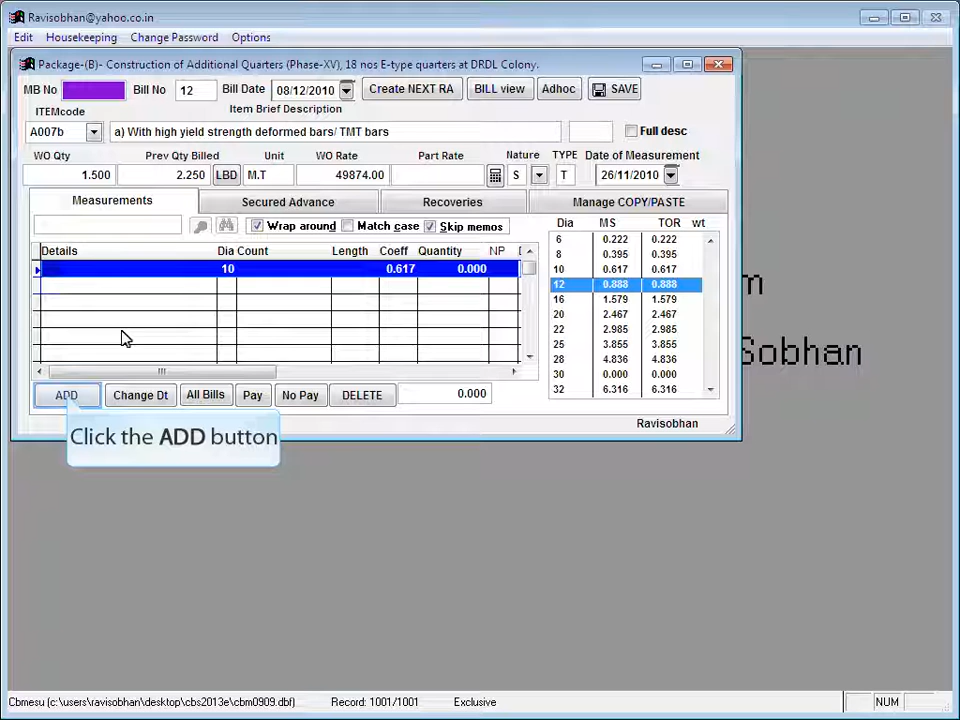 Ravisobhan@yahoo.co.in
Edit Housekeeping Change Password Options
Package-(B)- Construction of Additional Quarters (Phase-XV), 18 nos E-type quarters at DRDL Colony.
MB No Bill No 12 Bill Date 08/12/2010 Create NEXT RA BILL view Adhoc SAVE
ITEMcode Item Brief Description
A007b a) With high yield strength deformed bars/ TMT bars Full desc
WO Qty Prev Qty Billed Unit WO Rate Part Rate Nature TYPE Date of Measurement
1.500 2.250 LBD M.T 49874.00 S T 26/11/2010
Measurements Secured Advance Recoveries Manage COPY/PASTE
Wrap around Match case Skip memos
Dia MS TOR wt
Details Dia Count Length Coeff Quantity NP
10 0.617 0.000
6 0.222 0.222
8 0.395 0.395
10 0.617 0.617
12 0.888 0.888
16 1.579 1.579
20 2.467 2.467
22 2.985 2.985
25 3.855 3.855
28 4.836 4.836
30 0.000 0.000
32 6.316 6.316
ADD Change Dt All Bills Pay No Pay DELETE 0.000
Ravisobhan
Click the ADD button
m
Sobhan
Cbmesu (c:\users\ravisobhan\desktop\cbs2013e\cbm0909.dbf) Record: 1001/1001 Exclusive NUM